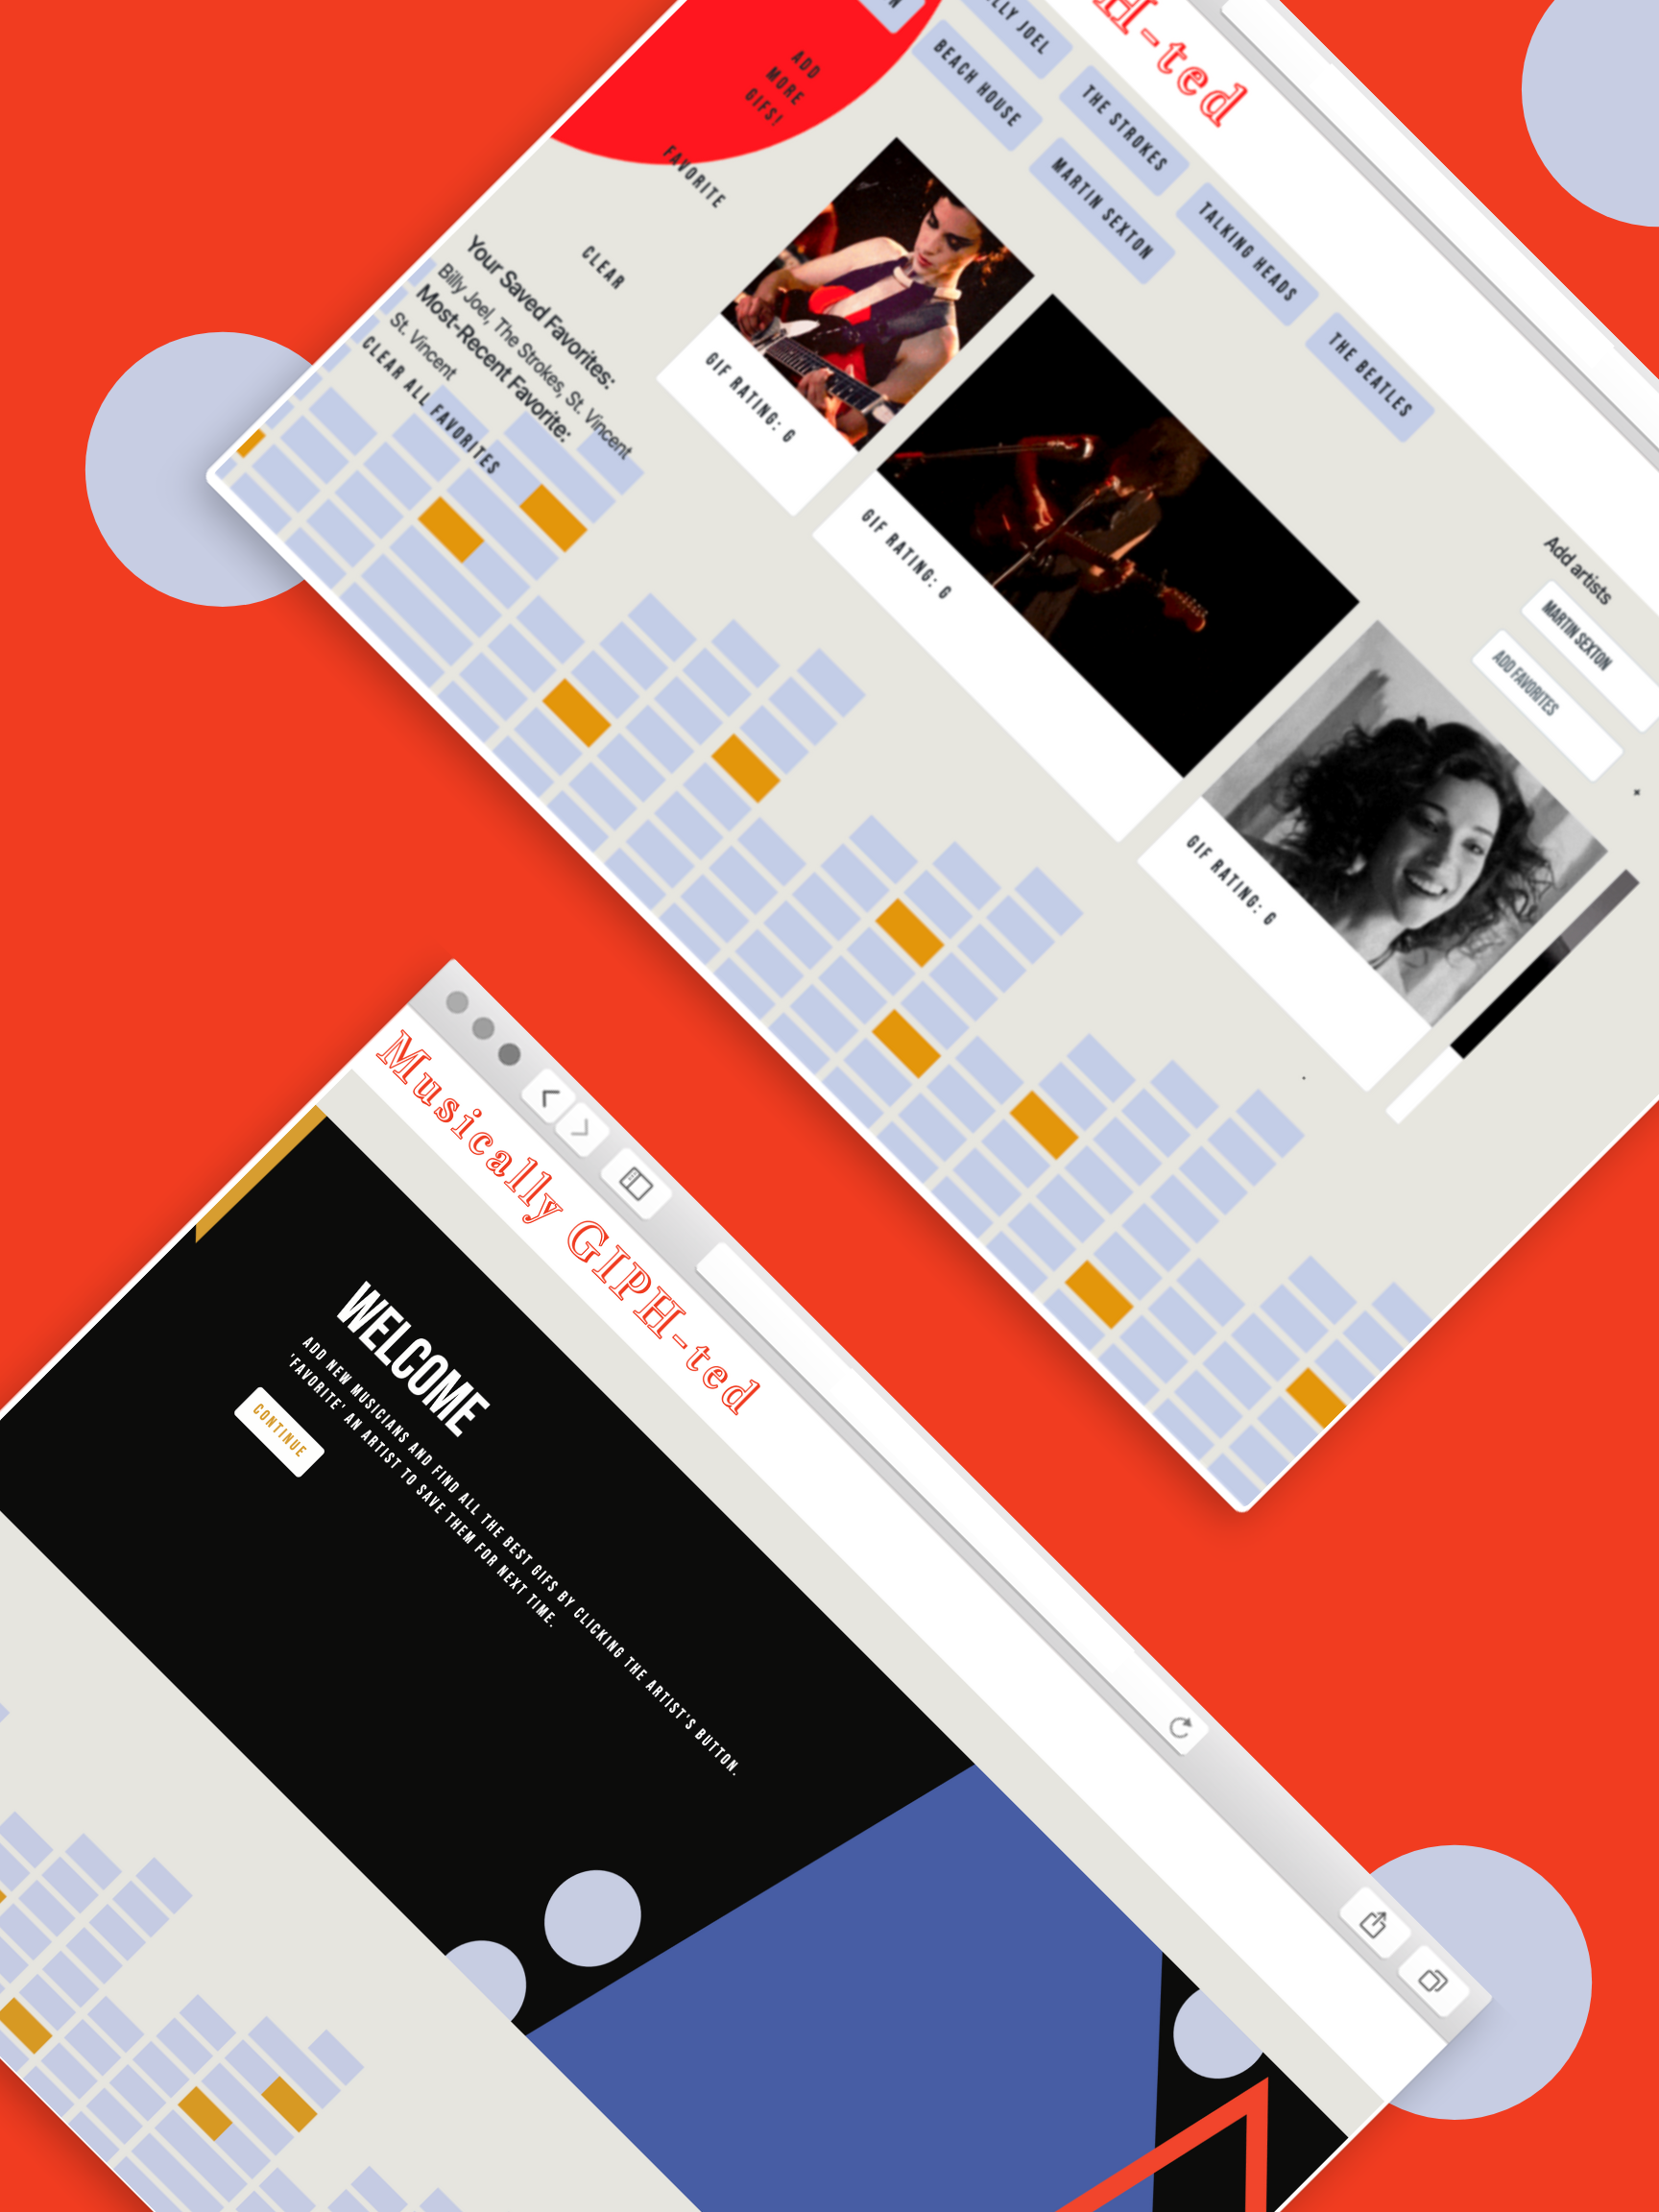 H-ted
LLY JOEL
THE STROKES
TALKING HEADS
THE BEATLES
BEACH HOUSE
MARTIN SEXTON
ADD
MORE
GIFS!
FAVORITE
CLEAR
Your Saved Favorites:
Billy Joel, The Strokes, St. Vincent
Most-Recent Favorite:
St. Vincent
CLEAR ALL FAVORITES
GIF RATING: G
GIF RATING: G
GIF RATING: G
Add artists
MARTIN SEXTON
ADD FAVORITES
Musically GIPH-ted
WELCOME
ADD NEW MUSICIANS AND FIND ALL THE BEST GIFS BY CLICKING THE ARTIST'S BUTTON.
'FAVORITE' AN ARTIST TO SAVE THEM FOR NEXT TIME.
CONTINUE